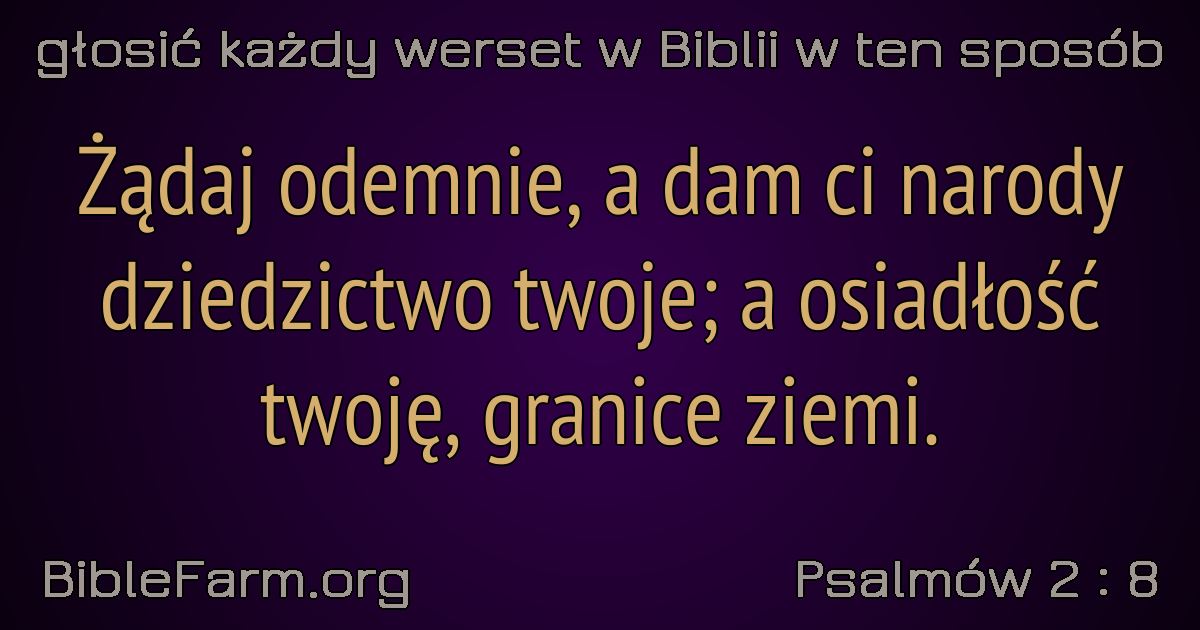 głosić każdy werset w Biblii w ten sposób
Żądaj odemnie, a dam ci narody
dziedzictwo twoje; a osiadłość
twoję, granice ziemi.
BibleFarm.org
Psalmów 2 : 8